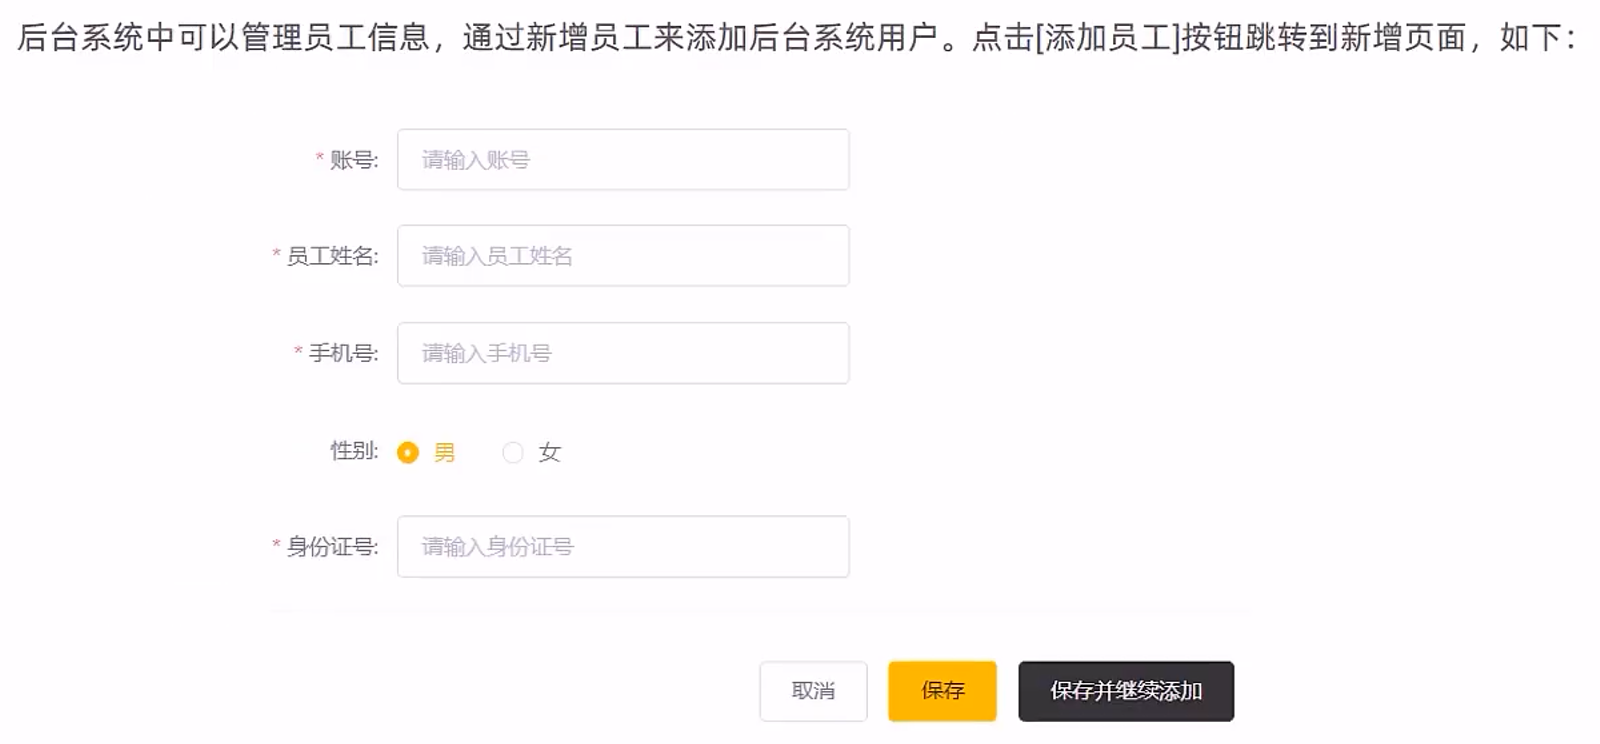 后台系统中可以管理员工信息，通过新增员工来添加后台系统用户。点击[添加员工]按钮跳转到新增页面，如下：
* 账号: 请输入账号
* 员工姓名: 请输入员工姓名
* 手机号: 请输入手机号
性别: 男 女
* 身份证号: 请输入身份证号
取消 保存 保存并继续添加